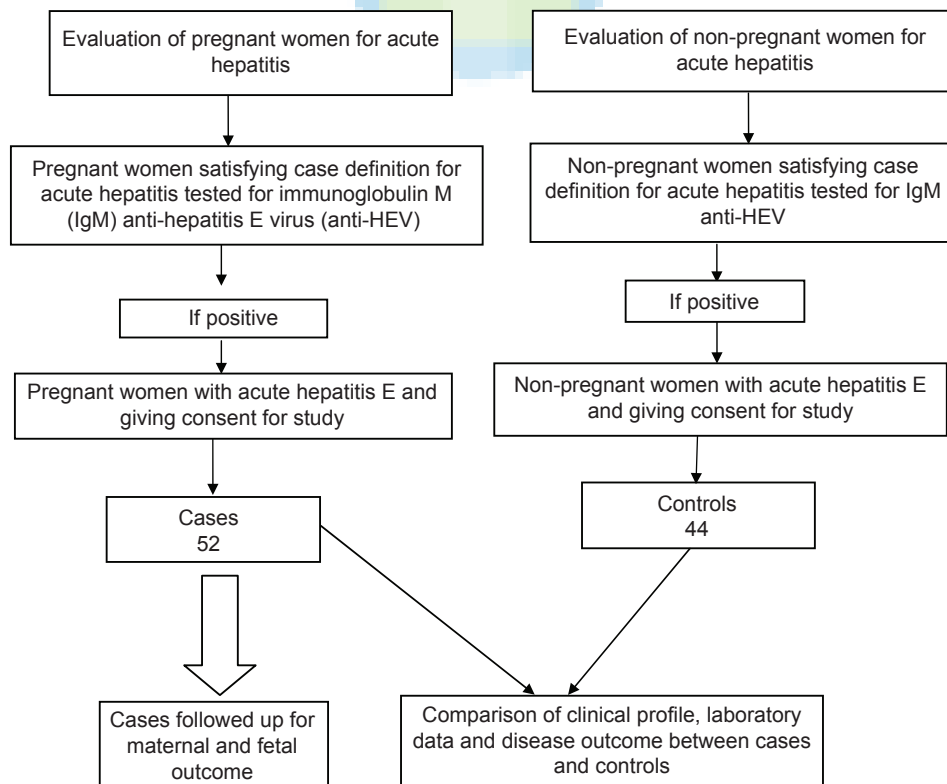 Evaluation of pregnant women for acute
hepatitis
Evaluation of non-pregnant women for
acute hepatitis
Pregnant women satisfying case definition for
acute hepatitis tested for immunoglobulin M
(IgM) anti-hepatitis E virus (anti-HEV)
Non-pregnant women satisfying case
definition for acute hepatitis tested for IgM
anti-HEV
If positive
If positive
Pregnant women with acute hepatitis E and
giving consent for study
Non-pregnant women with acute hepatitis E
and giving consent for study
Cases
52
Controls
44
Cases followed up for
maternal and fetal
outcome
Comparison of clinical profile, laboratory
data and disease outcome between cases
and controls